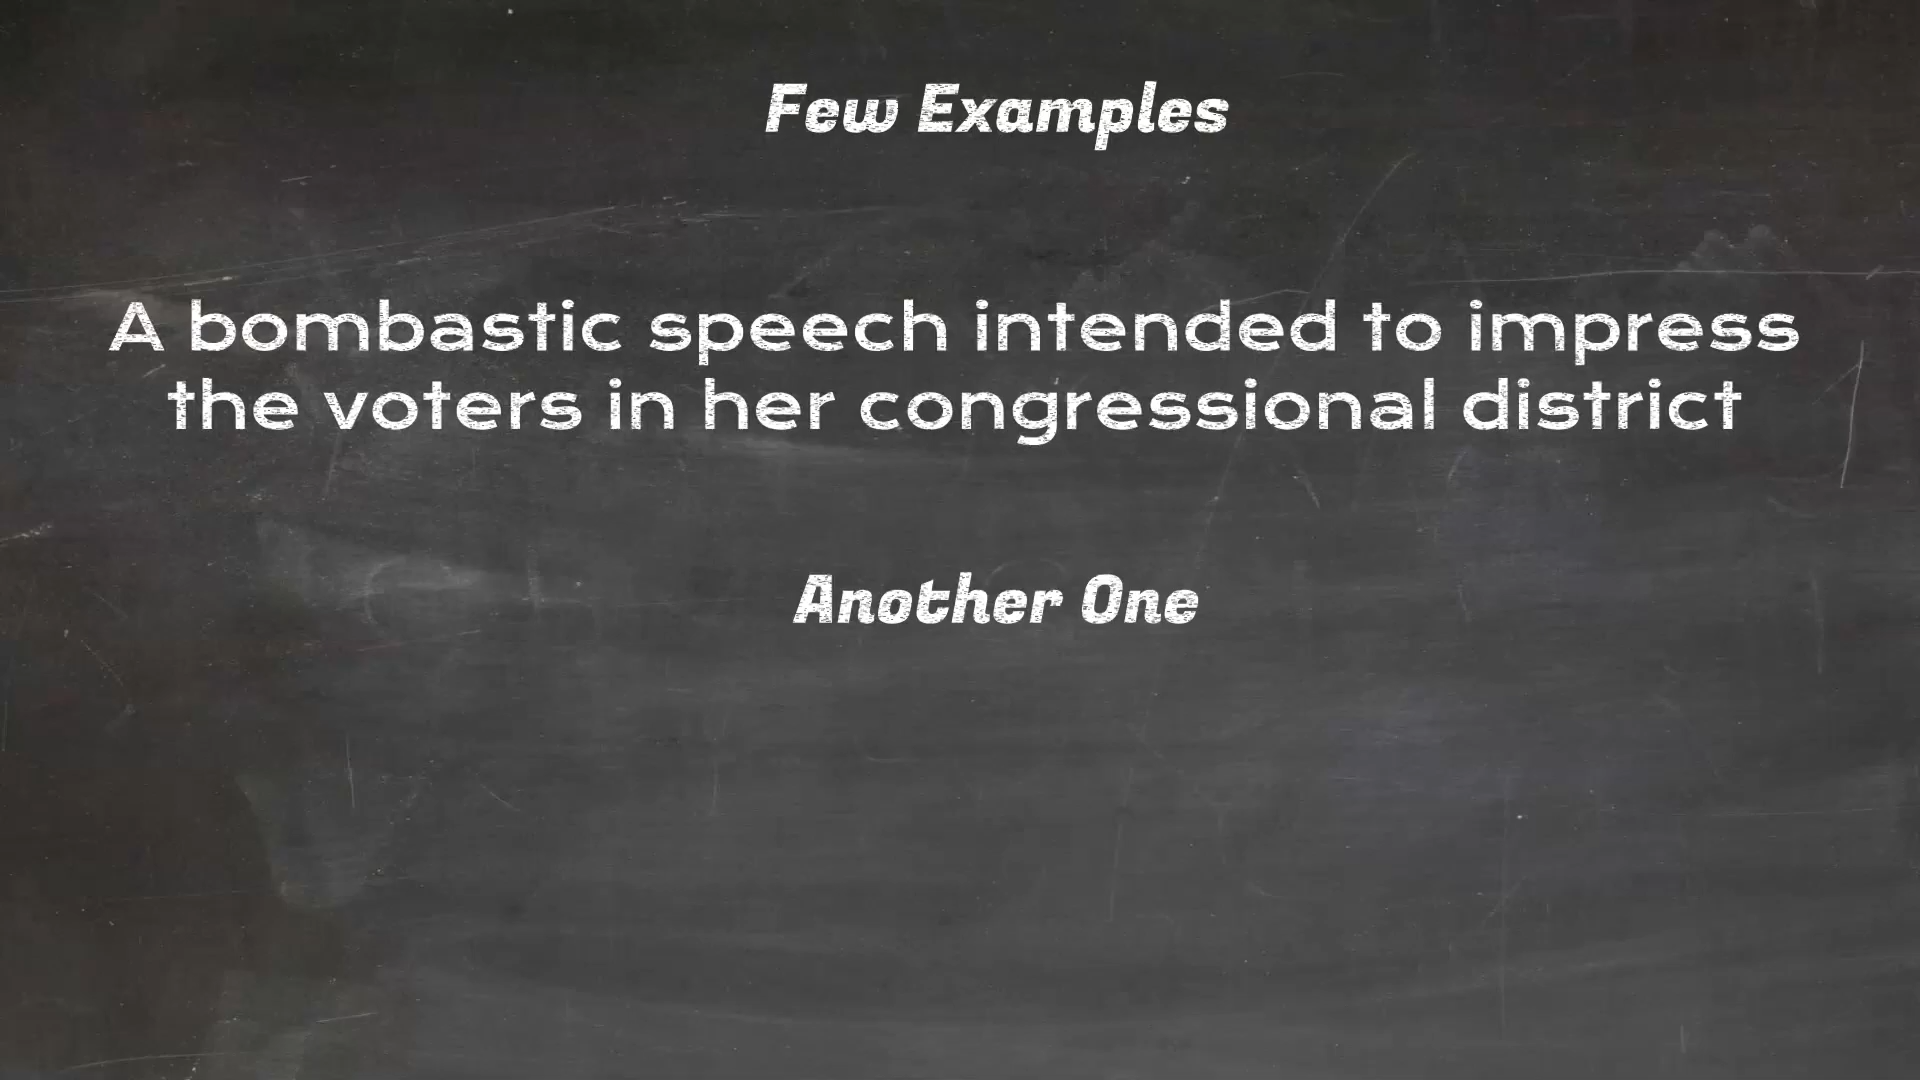 Few Examples
A bombastic speech intended to impress
the voters in her congressional district
Another One